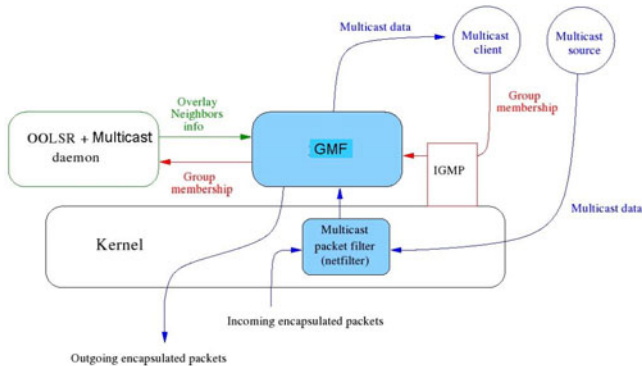 Multicast data
Multicast
client
Multicast
source
Overlay
Neighbors
info
Group
membership
OOLSR + Multicast
daemon
GMF
Group
membership
IGMP
Multicast data
Kernel
Multicast
packet filter
(netfilter)
Incoming encapsulated packets
Outgoing encapsulated packets